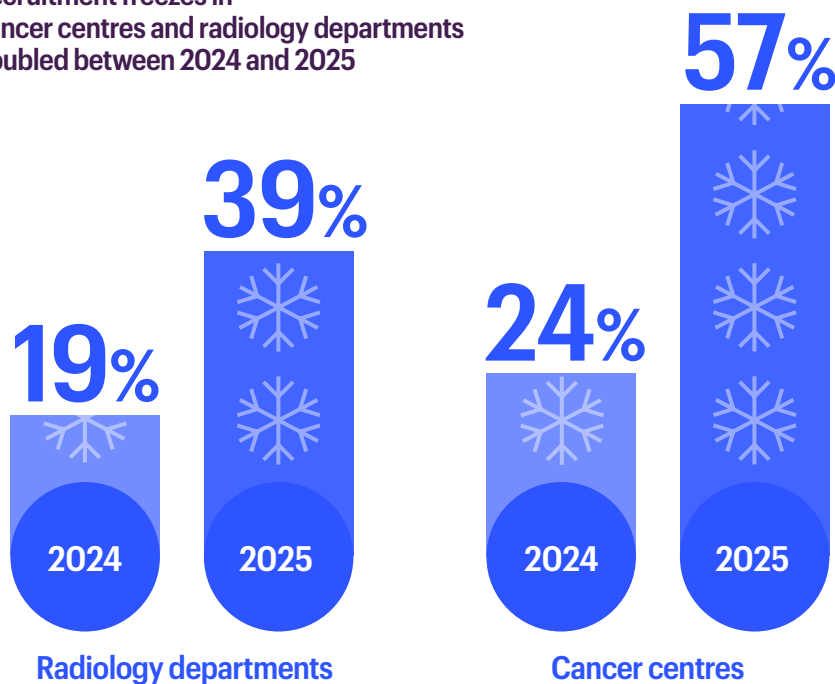 ncer centres and radiology departments
oubled between 2024 and 2025
57%
39%
24%
19%
2024
2025
2024
2025
Radiology departments
Cancer centres